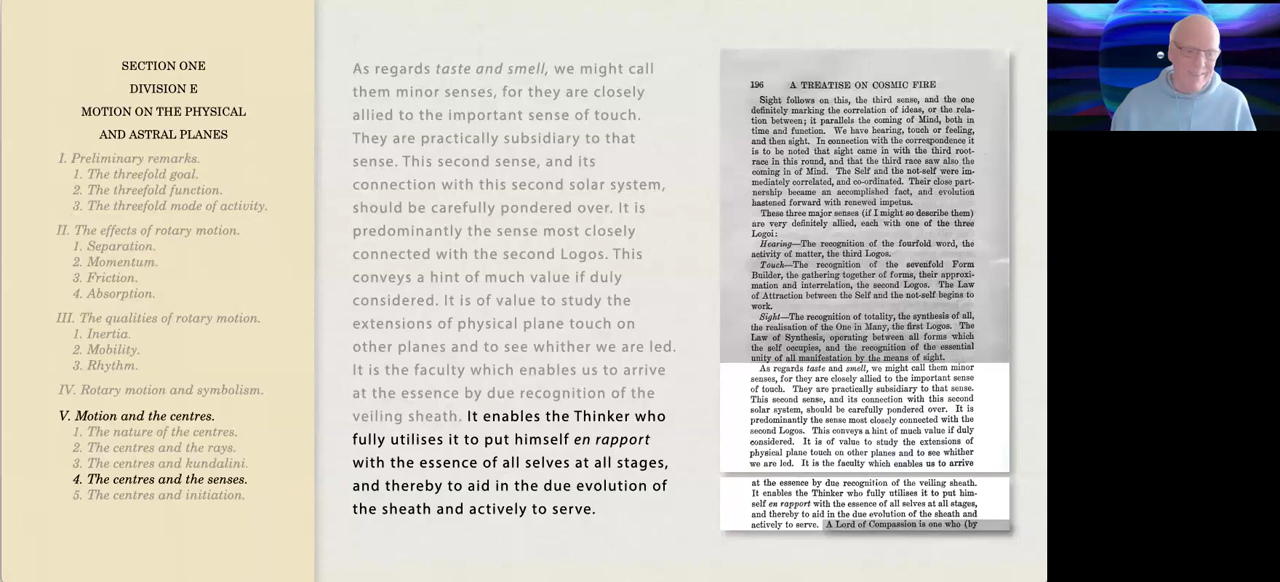 SECTION ONE
DIVISION E
MOTION ON THE PHYSICAL
AND ASTRAL PLANES
I. Preliminary remarks.
1. The threefold goal.
2. The threefold function.
3. The threefold mode of activity.
II. The effects of rotary motion.
1. Separation.
2. Momentum.
3. Friction.
4. Absorption.
III. The qualities of rotary motion.
1. Inertia.
2. Mobility.
3. Rhythm.
IV. Rotary motion and symbolism.
V. Motion and the centres.
1. The nature of the centres.
2. The centres and the rays.
3. The centres and kundalini.
4. The centres and the senses.
5. The centres and initiation.
As regards taste and smell, we might call
them minor senses, for they are closely
allied to the important sense of touch.
They are practically subsidiary to that
sense. This second sense, and its
connection with this second solar system,
should be carefully pondered over. It is
predominantly the sense most closely
connected with the second Logos. This
conveys a hint of much value if duly
considered. It is of value to study the
extensions of physical plane touch on
other planes and to see whither we are led.
It is the faculty which enables us to arrive
at the essence by due recognition of the
veiling sheath. It enables the Thinker who
fully utilises it to put himself en rapport
with the essence of all selves at all stages,
and thereby to aid in the due evolution of
the sheath and actively to serve.
196 A TREATISE ON COSMIC FIRE
Sight follows on this, the third sense, and the one
definitely marking the correlation of ideas, or the rela-
tion between; it parallels the coming of Mind, both in
time and function. We have hearing, touch or feeling,
and then sight. In connection with the correspondence it
is to be noted that sight came in with the third root-
race in this round, and that the third race saw also the
coming in of Mind. The Self and the not-self were im-
mediately correlated, and co-ordinated. Their close part-
nership became an accomplished fact, and evolution
hastened forward with renewed impetus.
These three major senses (if I might so describe them)
are very definitely allied, each with one of the three
Logoi:
Hearing—The recognition of the fourfold word, the
activity of matter, the third Logos.
Touch—The recognition of the sevenfold Form
Builder, the gathering together of forms, their approxi-
mation and interrelation, the second Logos. The Law
of Attraction between the Self and the not-self begins to
work.
Sight—The recognition of totality, the synthesis of all,
the realisation of the One in Many, the first Logos. The
Law of Synthesis, operating between all forms which
the self occupies, and the recognition of the essential
unity of all manifestation by the means of sight.
As regards taste and smell, we might call them minor
senses, for they are closely allied to the important sense
of touch. They are practically subsidiary to that sense.
This second sense, and its connection with this second
solar system, should be carefully pondered over. It is
predominantly the sense most closely connected with the
second Logos. This conveys a hint of much value if duly
considered. It is of value to study the extensions of
physical plane touch on other planes and to see whither
we are led. It is the faculty which enables us to arrive
at the essence by due recognition of the veiling sheath.
It enables the Thinker who fully utilises it to put him-
self en rapport with the essence of all selves at all stages,
and thereby to aid in the due evolution of the sheath and
actively to serve. A Lord of Compassion is one who (by